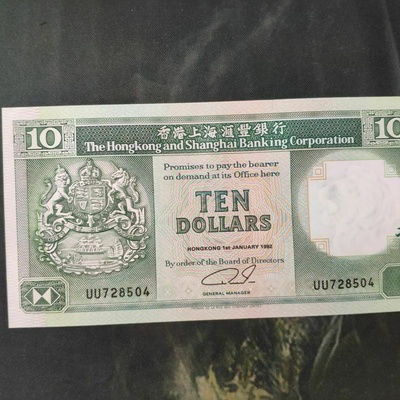 10
香港上海滙豐銀行
10
The Hongkong and Shanghai Banking Corporation
Promises to pay the bearer
on demand at its Office here
TEN
DOLLARS
HONGKONG 1st JANUARY 1992
By order of the Board of Directors
GENERAL MANAGER
UU728504
UU728504